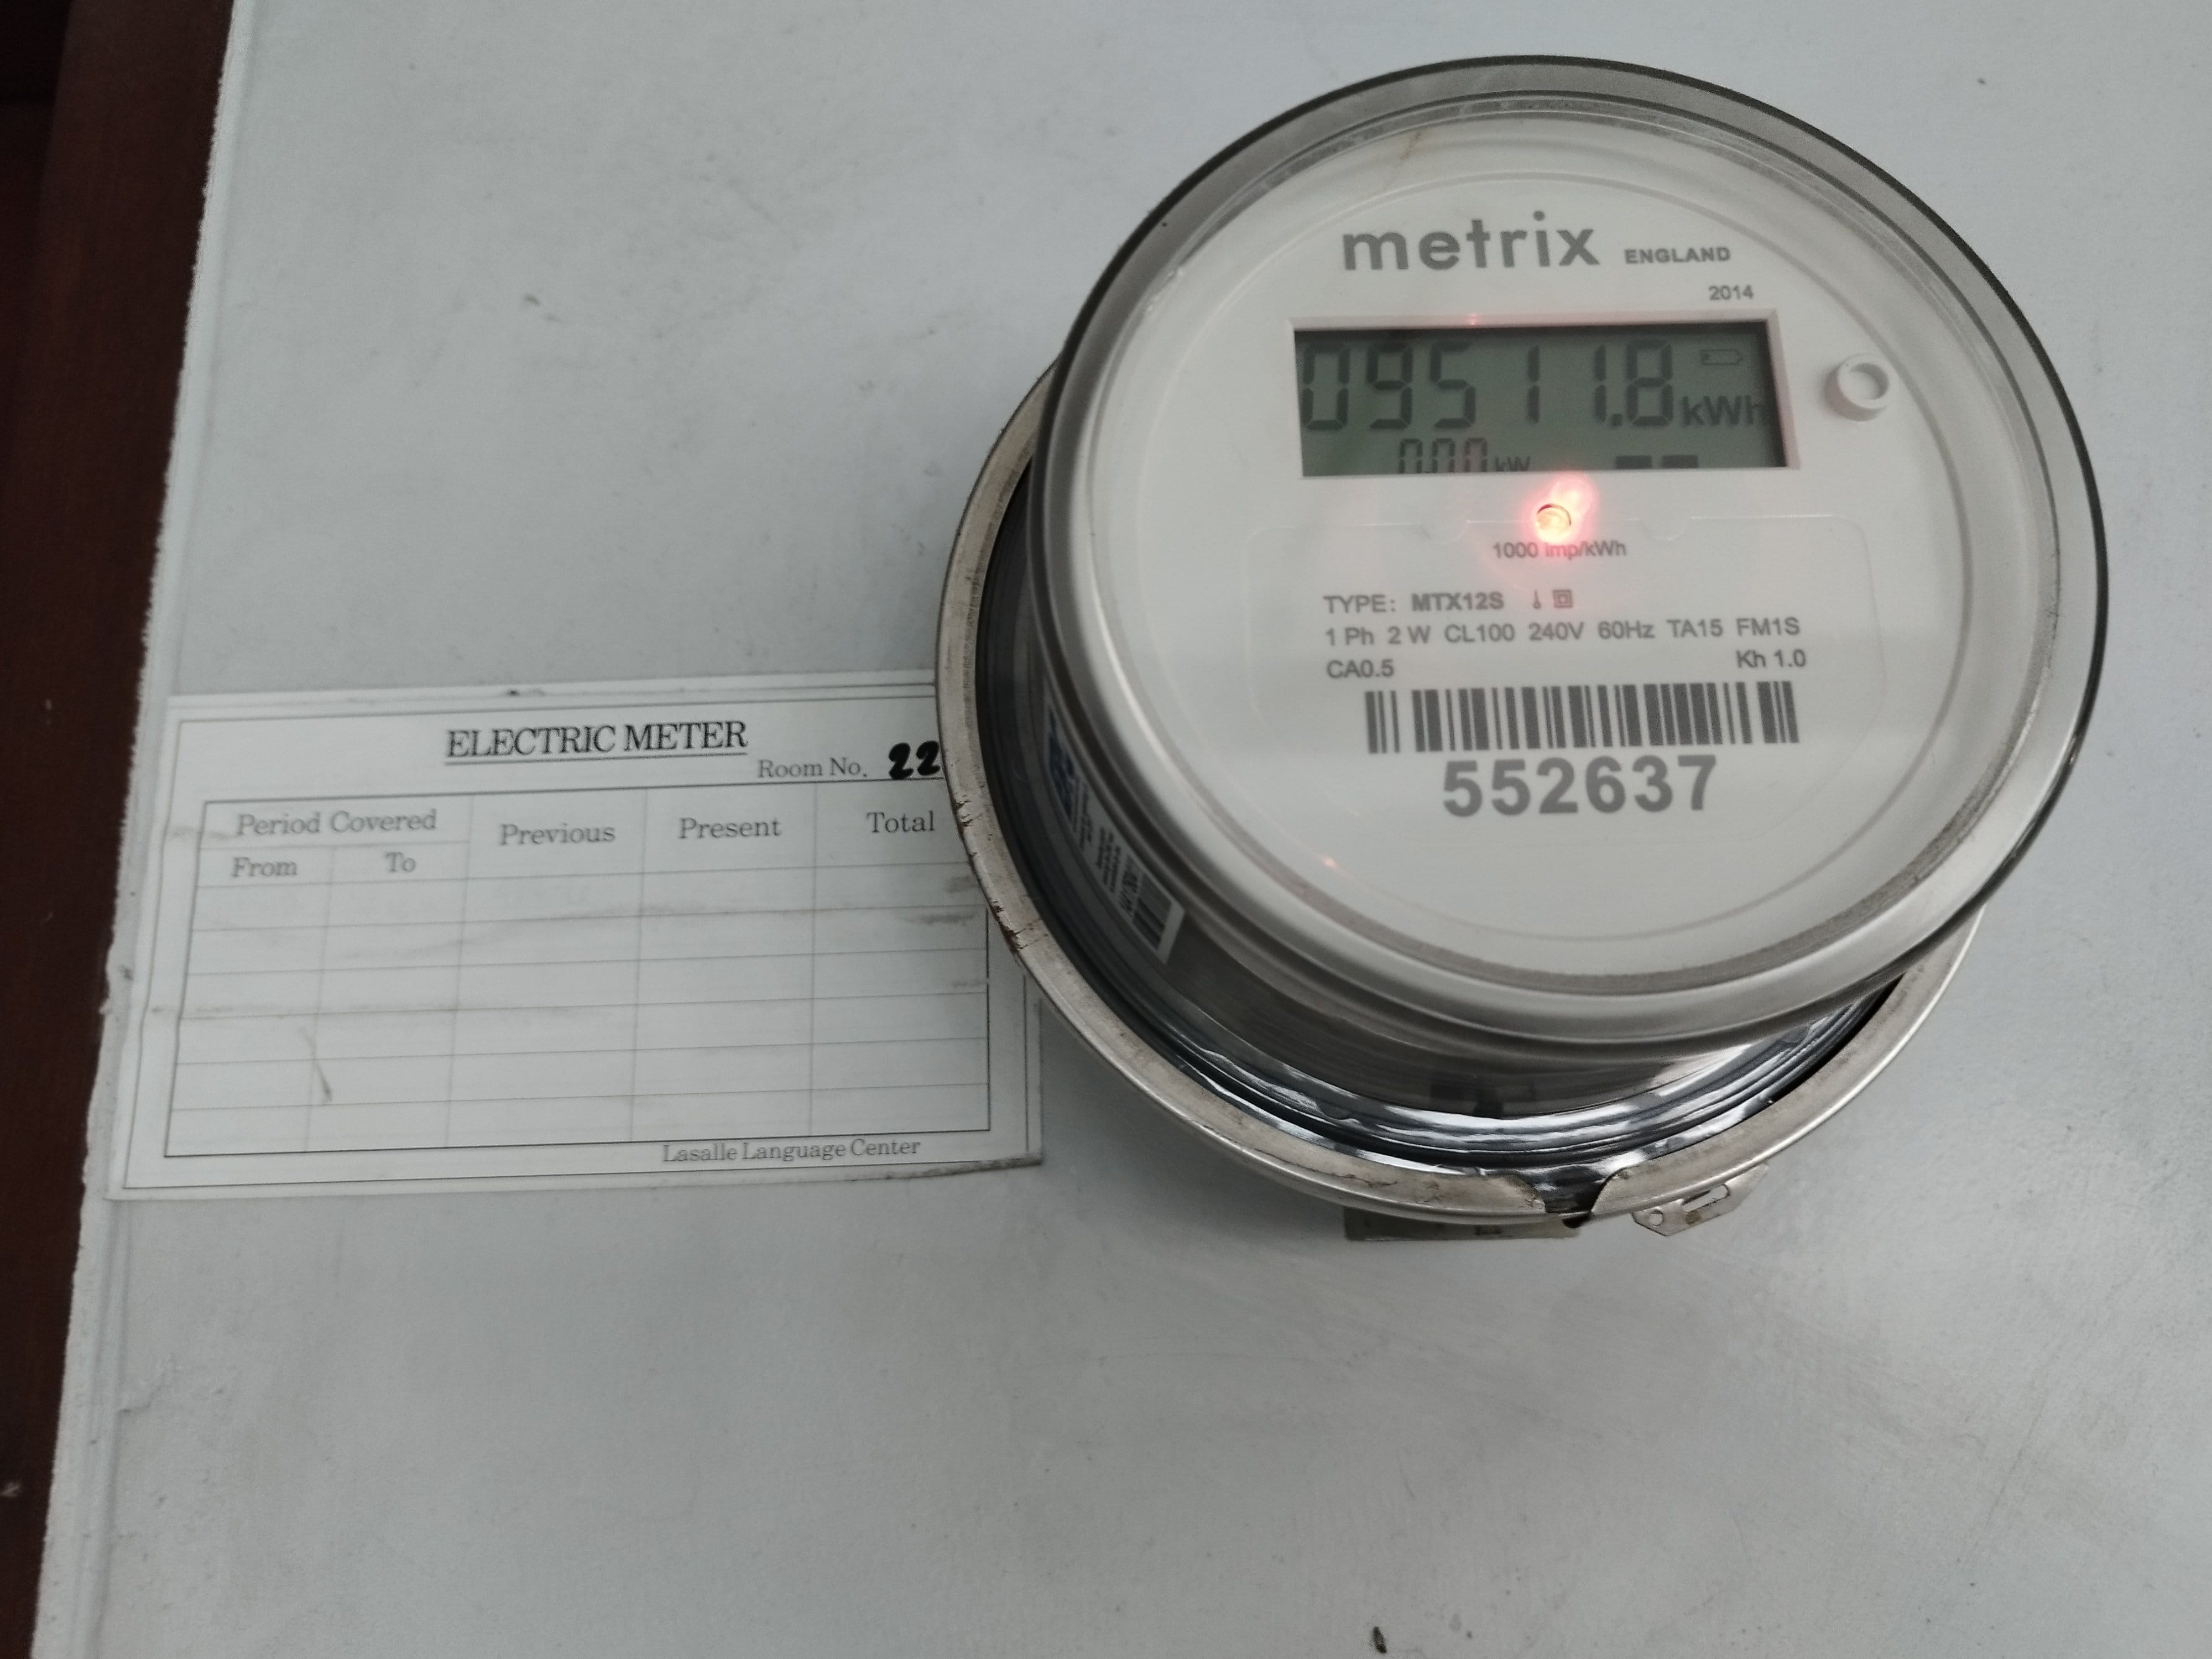 metrix ENGLAND
2014
09511.8 kWh
0.00 kW
1000 imp/kWh
TYPE: MTX12S
1 Ph 2 W CL100 240V 60Hz TA15 FM1S
CA0.5 Kh 1.0
552637
ELECTRIC METER
Room No. 22
Period Covered Previous Present Total
From To
Lasalle Language Center